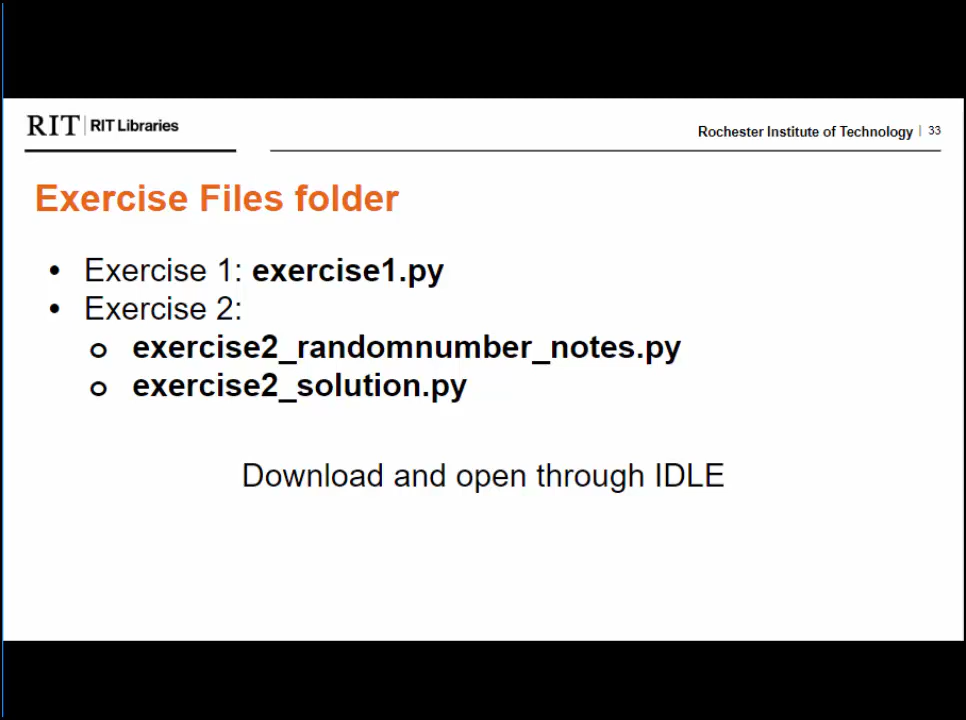 RIT | RIT Libraries
Rochester Institute of Technology | 33
Exercise Files folder
• Exercise 1: exercise1.py
• Exercise 2:
o exercise2_randomnumber_notes.py
o exercise2_solution.py
Download and open through IDLE